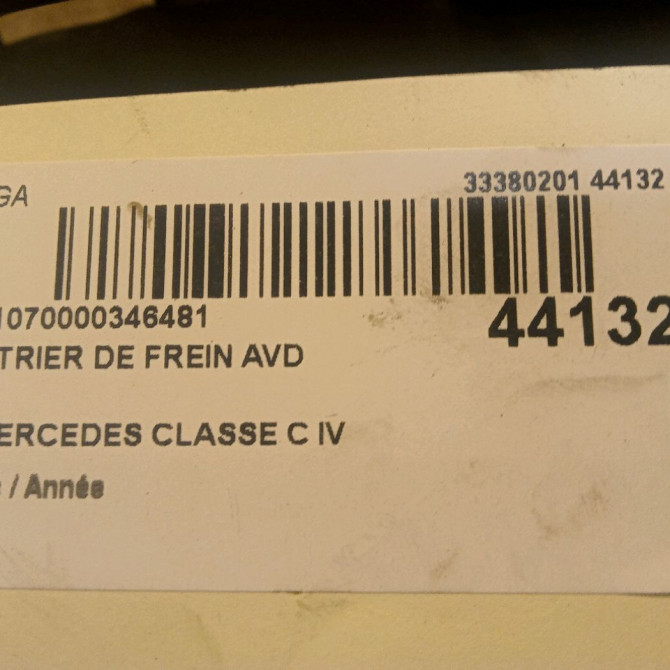 GA
33380201 44132
1070000346481
44132
TRIER DE FREIN AVD
ERCEDES CLASSE C IV
/ Année